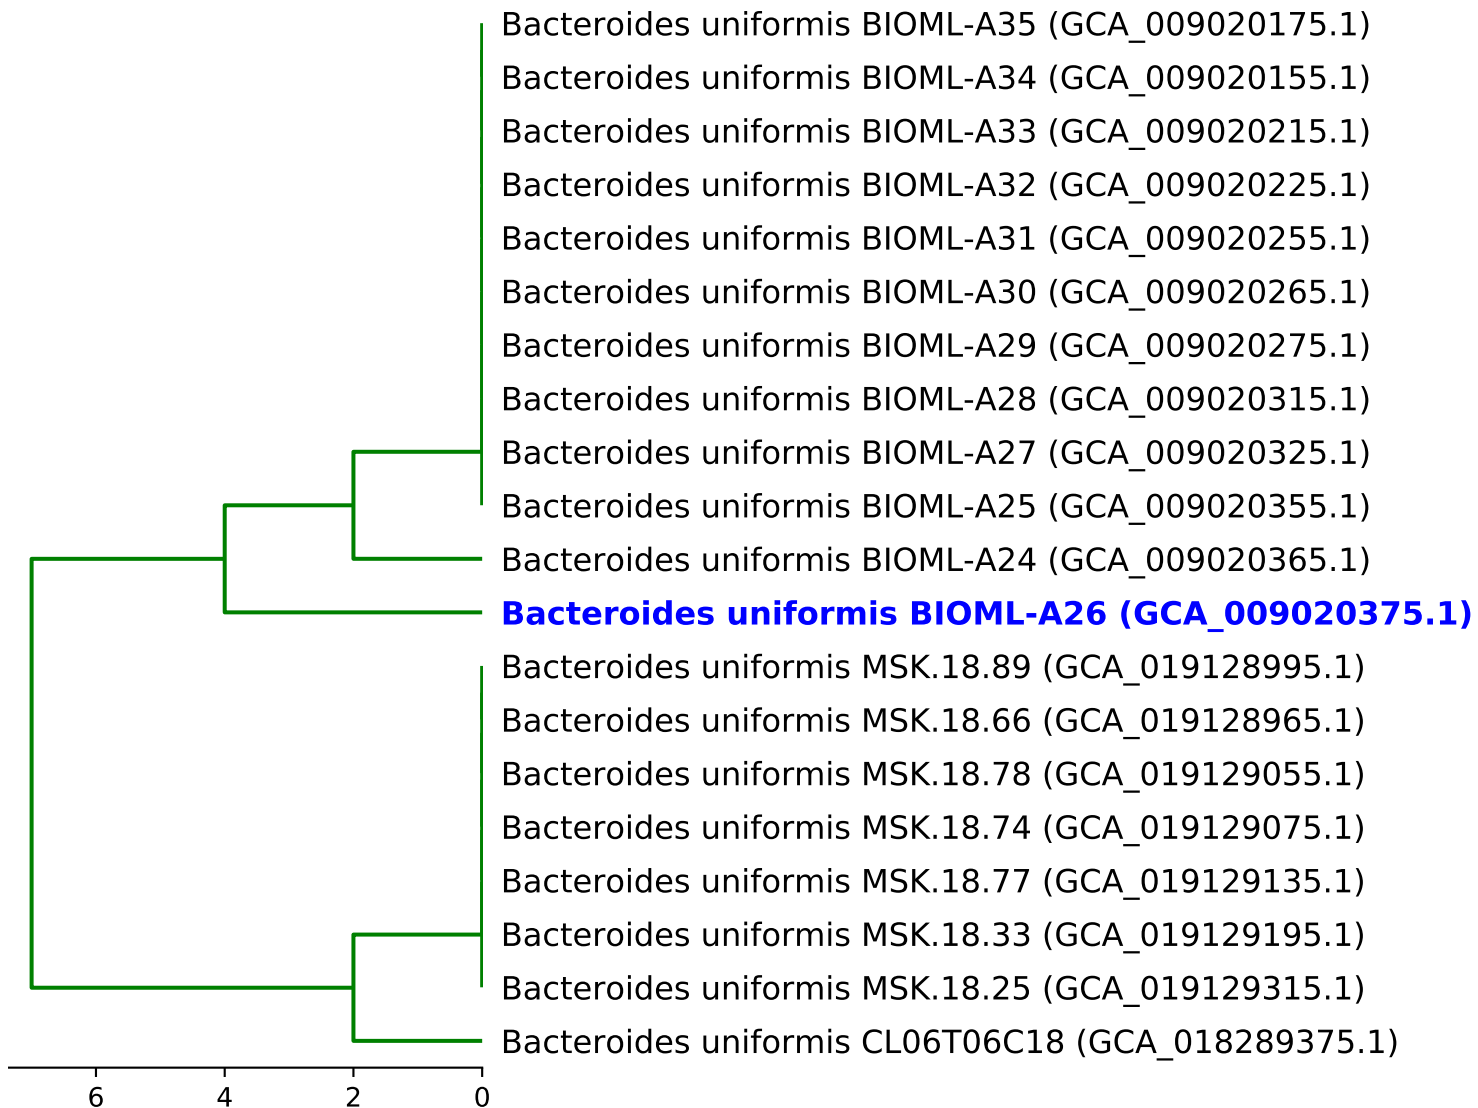 Bacteroides uniformis BIOML-A35 (GCA_009020175.1)
Bacteroides uniformis BIOML-A34 (GCA_009020155.1)
Bacteroides uniformis BIOML-A33 (GCA_009020215.1)
Bacteroides uniformis BIOML-A32 (GCA_009020225.1)
Bacteroides uniformis BIOML-A31 (GCA_009020255.1)
Bacteroides uniformis BIOML-A30 (GCA_009020265.1)
Bacteroides uniformis BIOML-A29 (GCA_009020275.1)
Bacteroides uniformis BIOML-A28 (GCA_009020315.1)
Bacteroides uniformis BIOML-A27 (GCA_009020325.1)
Bacteroides uniformis BIOML-A25 (GCA_009020355.1)
Bacteroides uniformis BIOML-A24 (GCA_009020365.1)
Bacteroides uniformis BIOML-A26 (GCA_009020375.1)
Bacteroides uniformis MSK.18.89 (GCA_019128995.1)
Bacteroides uniformis MSK.18.66 (GCA_019128965.1)
Bacteroides uniformis MSK.18.78 (GCA_019129055.1)
Bacteroides uniformis MSK.18.74 (GCA_019129075.1)
Bacteroides uniformis MSK.18.77 (GCA_019129135.1)
Bacteroides uniformis MSK.18.33 (GCA_019129195.1)
Bacteroides uniformis MSK.18.25 (GCA_019129315.1)
Bacteroides uniformis CL06T06C18 (GCA_018289375.1)
6 4 2 0